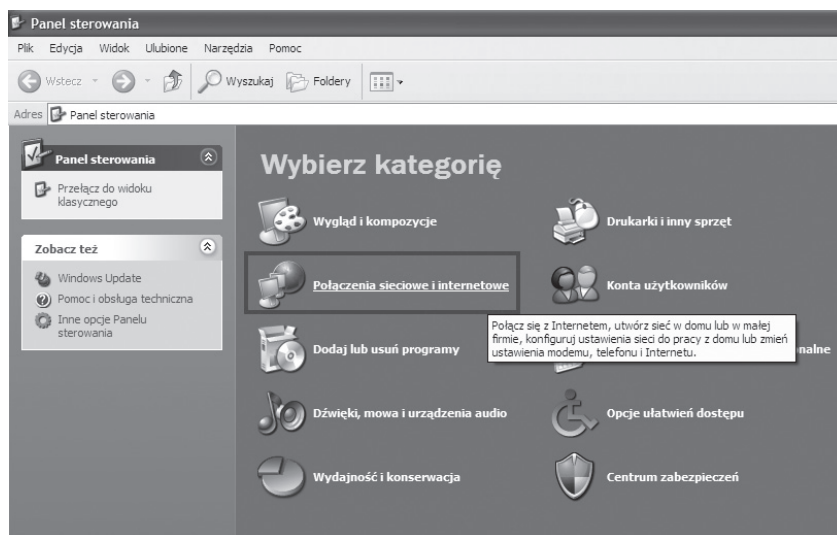 Panel sterowania
Plik Edycja Widok Ulubione Narzędzia Pomoc
Wstecz Wyszukaj Foldery
Adres Panel sterowania
Panel sterowania
Przełącz do widoku
klasycznego
Zobacz też
Windows Update
Pomoc i obsługa techniczna
Inne opcje Panelu
sterowania
Wybierz kategorię
Wygląd i kompozycje
Drukarki i inny sprzęt
Połączenia sieciowe i internetowe
Konta użytkowników
Połącz się z Internetem, utwórz sieć w domu lub w małej
firmie, konfiguruj ustawienia sieci do pracy z domu lub zmień
ustawienia modemu, telefonu i Internetu.
Dodaj lub usuń programy
nalne
Dźwięki, mowa i urządzenia audio
Opcje ułatwień dostępu
Wydajność i konserwacja
Centrum zabezpieczeń